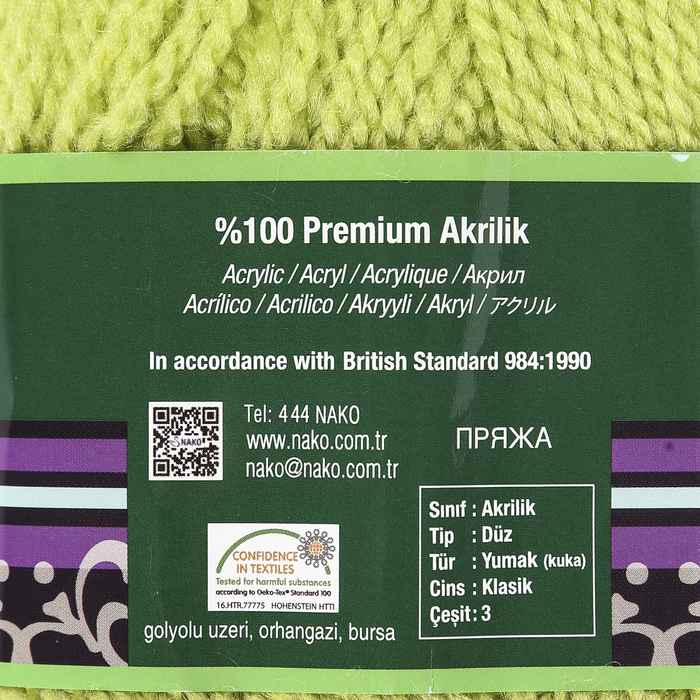 %100 Premium Akrilik
Acrylic / Acryl / Acrylique / Акрил
Acrílico / Acrilico / Akryyli / Akryl / アクリル
In accordance with British Standard 984:1990
NAKO
Tel: 444 NAKO
www.nako.com.tr
nako@nako.com.tr
ПРЯЖА
CONFIDENCE
IN TEXTILES
Tested for harmful substances
according to Oeko-Tex® Standard 100
16.HTR.77775 HOHENSTEIN HTTI
golyolu uzeri, orhangazi, bursa
Sınıf : Akrilik
Tip : Düz
Tür : Yumak (kuka)
Cins : Klasik
Çeşit : 3